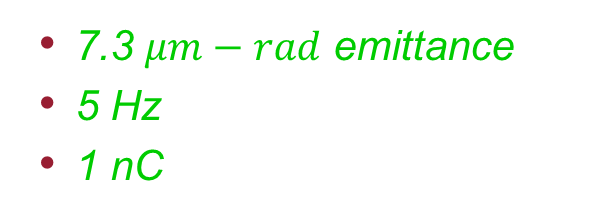 • 7.3 μm − rad emittance
• 5 Hz
• 1 nC